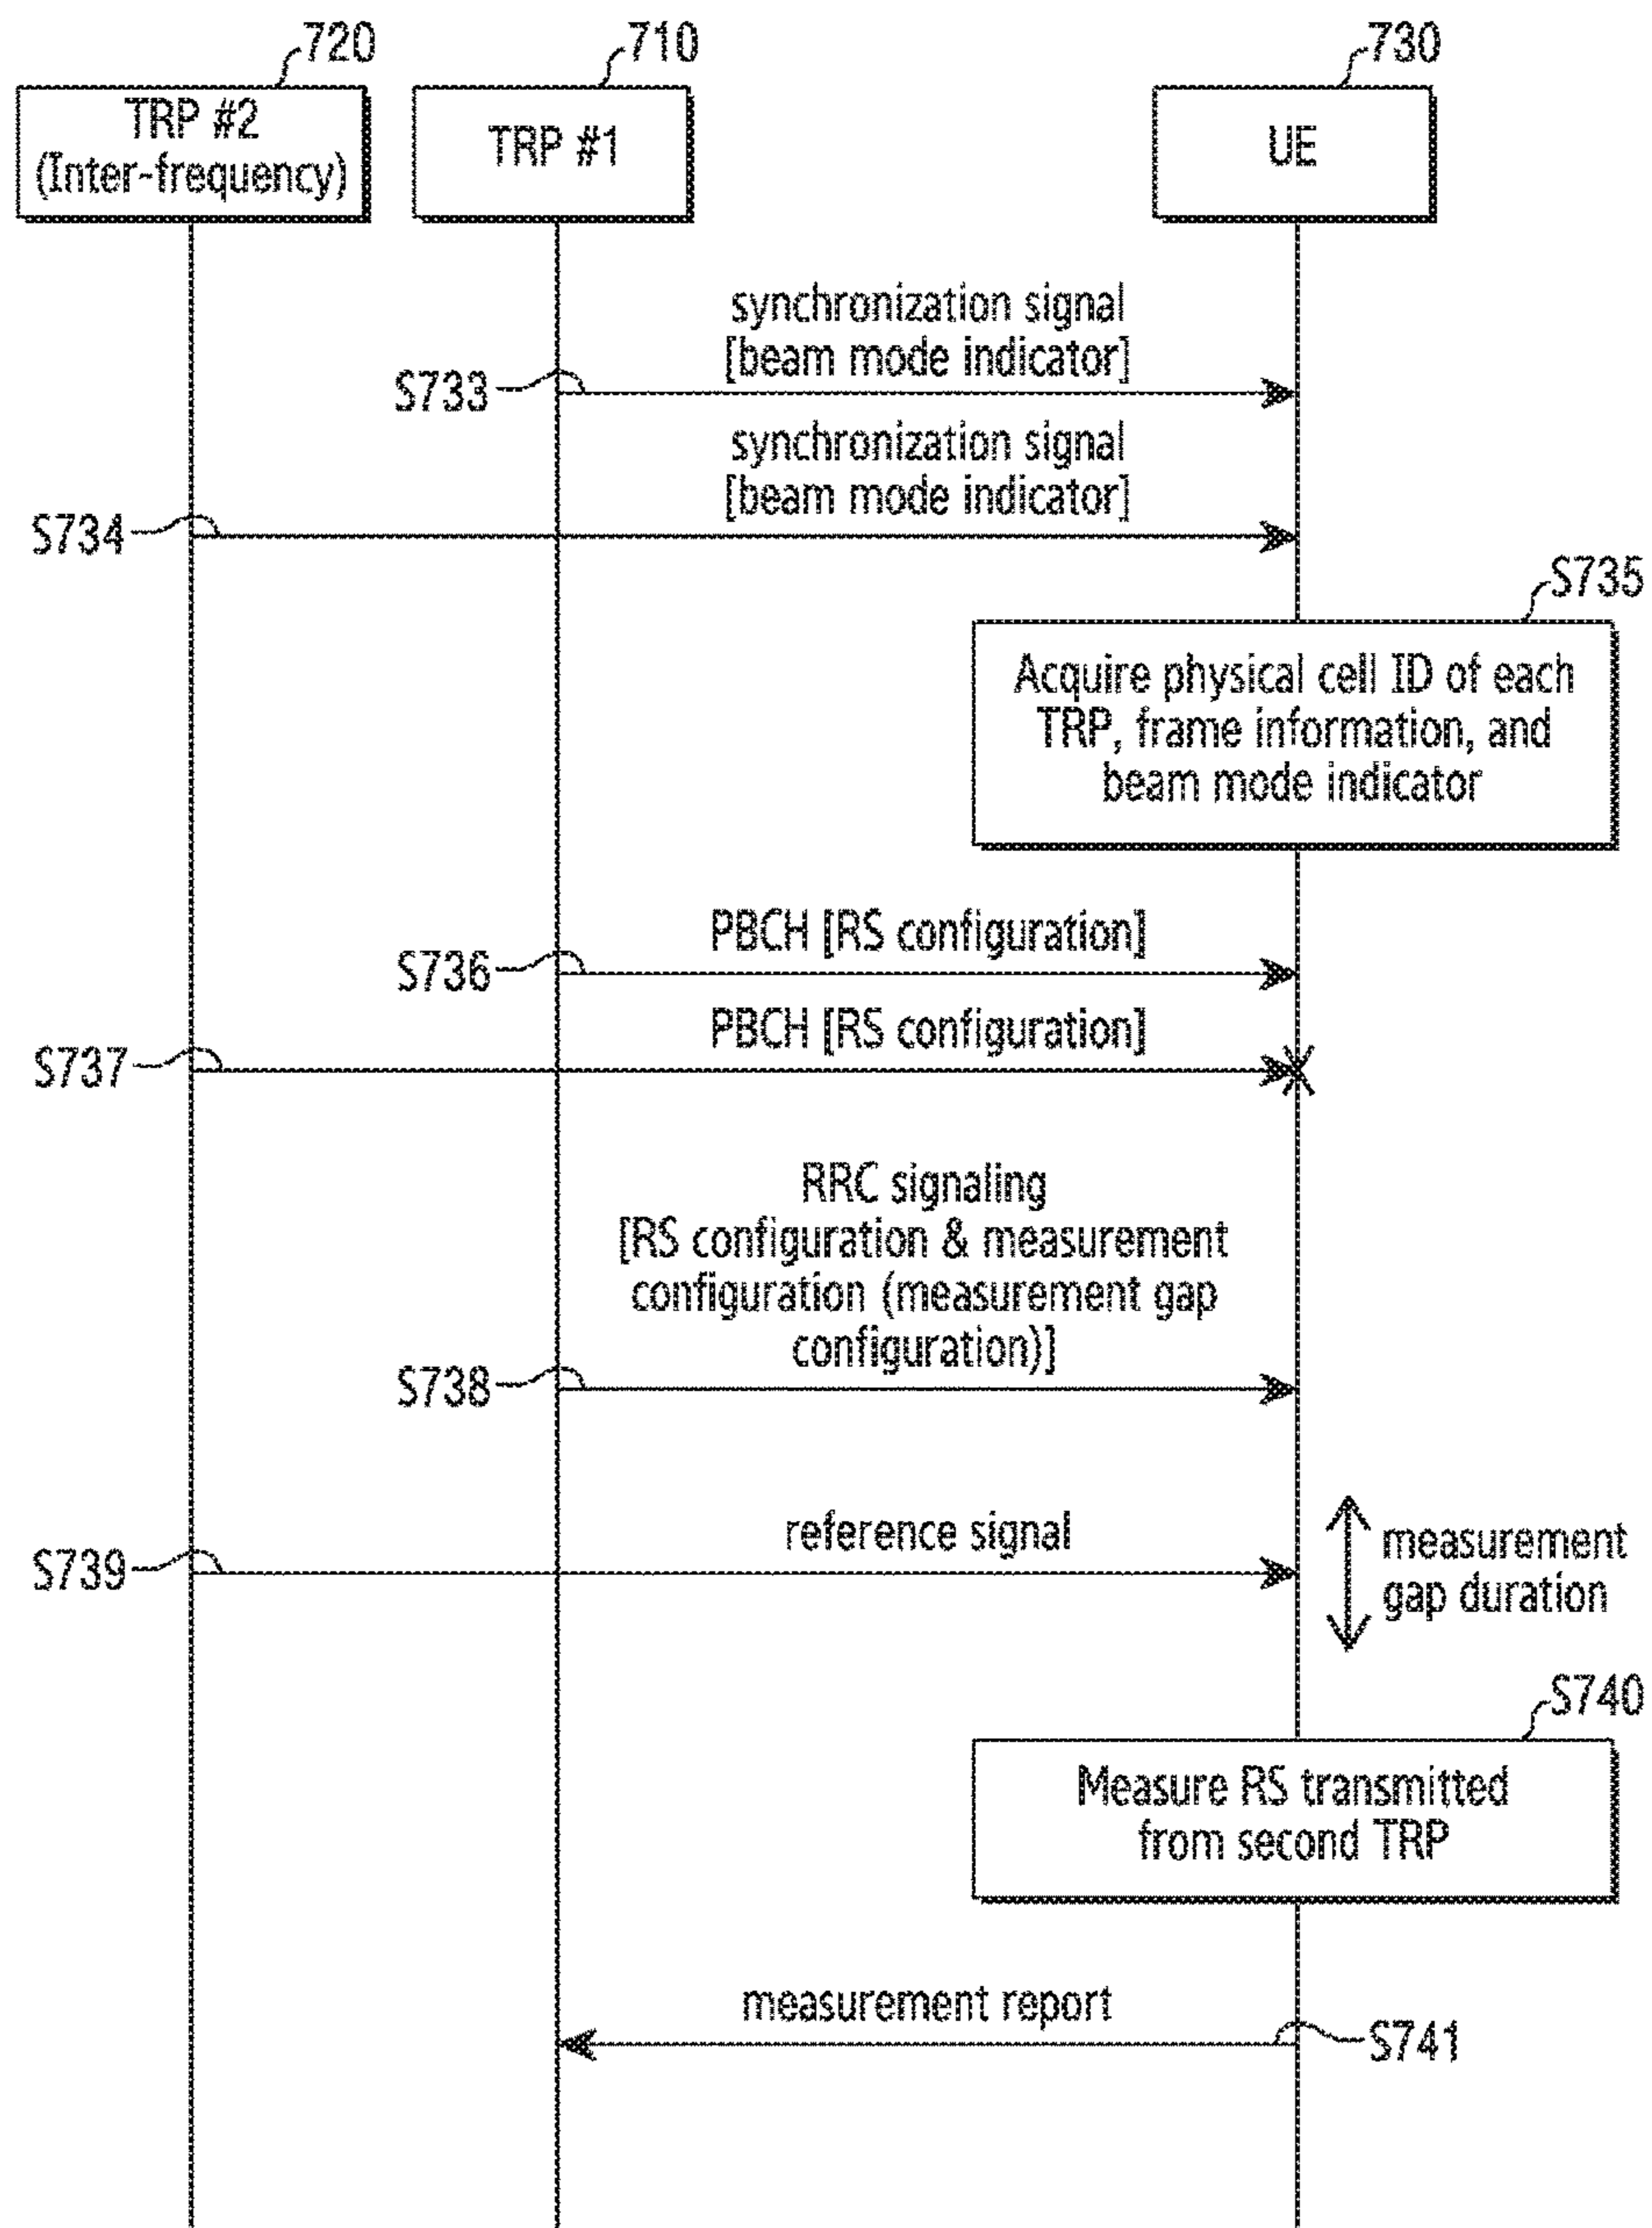 720
710
730
TRP #2
(Inter-frequency)
TRP #1
UE
synchronization signal
[beam mode indicator]
S733
synchronization signal
[beam mode indicator]
S734
S735
Acquire physical cell ID of each
TRP, frame information, and
beam mode indicator
PBCH [RS configuration]
S736
PBCH [RS configuration]
S737
RRC signaling
[RS configuration & measurement
configuration (measurement gap
configuration)]
S738
reference signal
S739
measurement
gap duration
S740
Measure RS transmitted
from second TRP
measurement report
S741